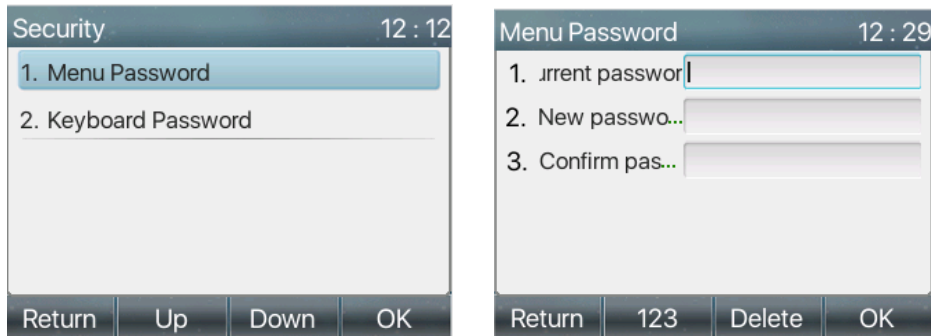 Security 12 : 12
1. Menu Password
2. Keyboard Password
Return Up Down OK
Menu Password 12 : 29
1. urrent passwor
2. New passwo...
3. Confirm pas...
Return 123 Delete OK